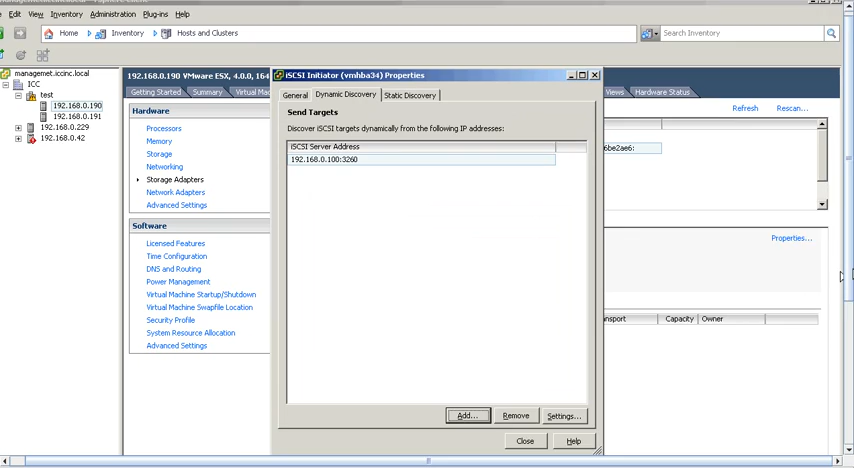 Edit View Inventory Administration Plug-ins Help
Home Inventory Hosts and Clusters Search Inventory
managemet.iccinc.local
ICC
test
192.168.0.190
192.168.0.191
192.168.0.229
192.168.0.42
192.168.0.190 VMware ESX, 4.0.0, 164
Getting Started Summary Virtual Ma
Hardware
Processors
Memory
Storage
Networking
Storage Adapters
Network Adapters
Advanced Settings
Software
Licensed Features
Time Configuration
DNS and Routing
Power Management
Virtual Machine Startup/Shutdown
Virtual Machine Swapfile Location
Security Profile
System Resource Allocation
Advanced Settings
iSCSI Initiator (vmhba34) Properties
General Dynamic Discovery Static Discovery
Send Targets
Discover iSCSI targets dynamically from the following IP addresses:
iSCSI Server Address
192.168.0.100:3260
Add... Remove Settings...
Close Help
Views Hardware Status
Refresh Rescan...
6be2ae6:
Properties...
nsport Capacity Owner